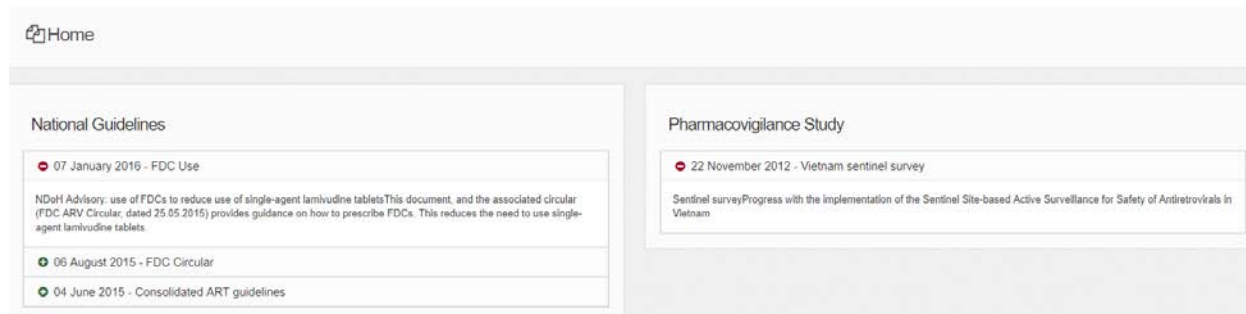 Home
National Guidelines
07 January 2016 - FDC Use
NDoH Advisory: use of FDCs to reduce use of single-agent lamivudine tabletsThis document, and the associated circular
(FDC ARV Circular, dated 25.05.2015) provides guidance on how to prescribe FDCs. This reduces the need to use single-
agent lamivudine tablets.
06 August 2015 - FDC Circular
04 June 2015 - Consolidated ART guidelines
Pharmacovigilance Study
22 November 2012 - Vietnam sentinel survey
Sentinel surveyProgress with the implementation of the Sentinel Site-based Active Surveillance for Safety of Antiretrovirals in
Vietnam